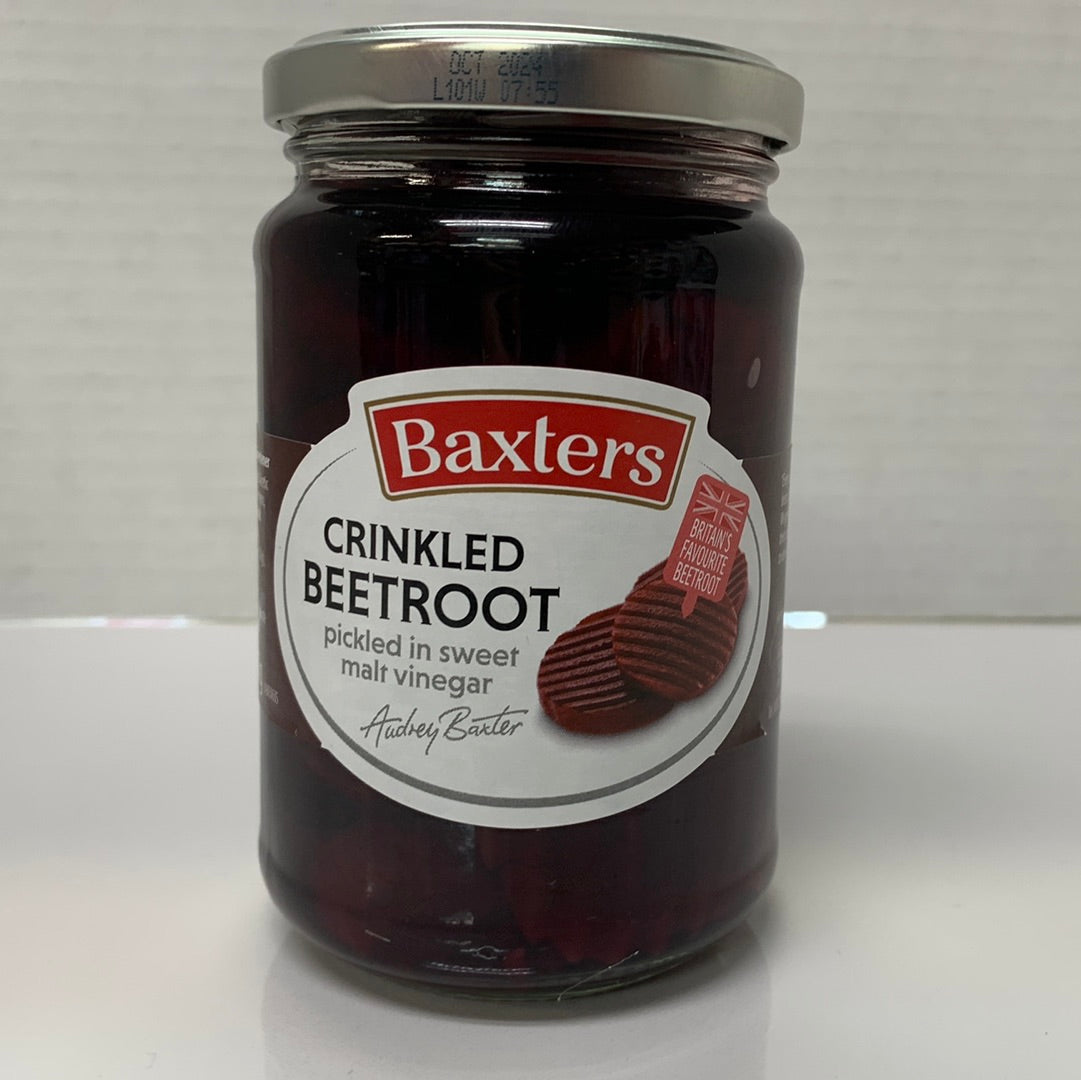 OCT 2024
L101W 07:55
Baxters
BRITAIN'S
FAVOURITE
BEETROOT
CRINKLED
BEETROOT
pickled in sweet
malt vinegar
Audrey Baxter